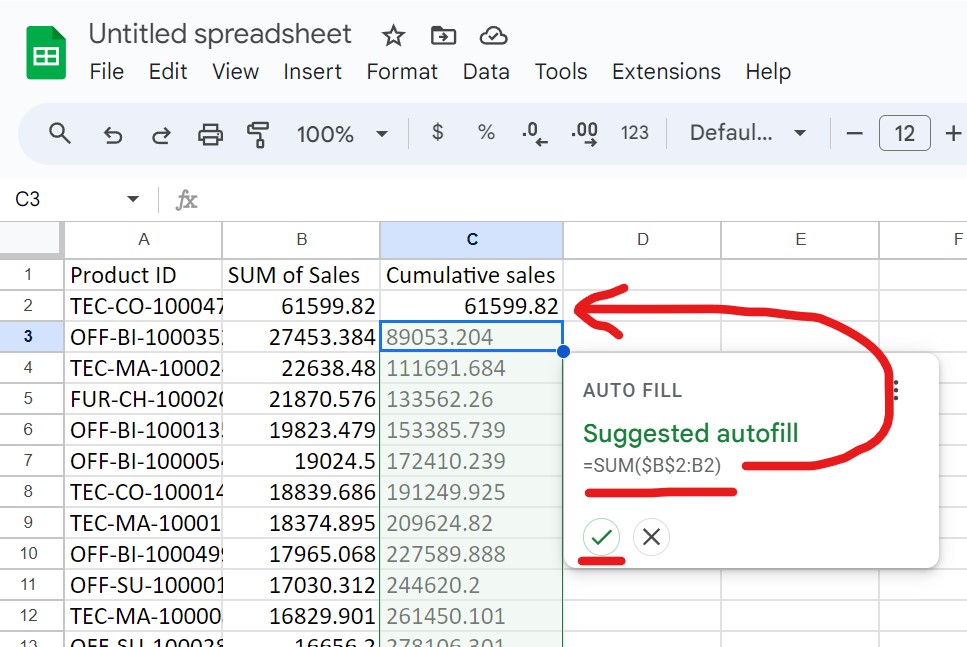 Untitled spreadsheet
File Edit View Insert Format Data Tools Extensions Help
100% $ % .0 .00 123 Defaul... 12
C3 fx
A B C D E F
1 Product ID SUM of Sales Cumulative sales
2 TEC-CO-100047 61599.82 61599.82
3 OFF-BI-100035 27453.384 89053.204
4 TEC-MA-10002 22638.48 111691.684
5 FUR-CH-10002 21870.576 133562.26
6 OFF-BI-100013 19823.479 153385.739
7 OFF-BI-100005 19024.5 172410.239
8 TEC-CO-100014 18839.686 191249.925
9 TEC-MA-10001 18374.895 209624.82
10 OFF-BI-100049 17965.068 227589.888
11 OFF-SU-100001 17030.312 244620.2
12 TEC-MA-10000 16829.901 261450.101
13 OFF-SU-10002 16656.2 278106.301
AUTO FILL
Suggested autofill
=SUM($B$2:B2)